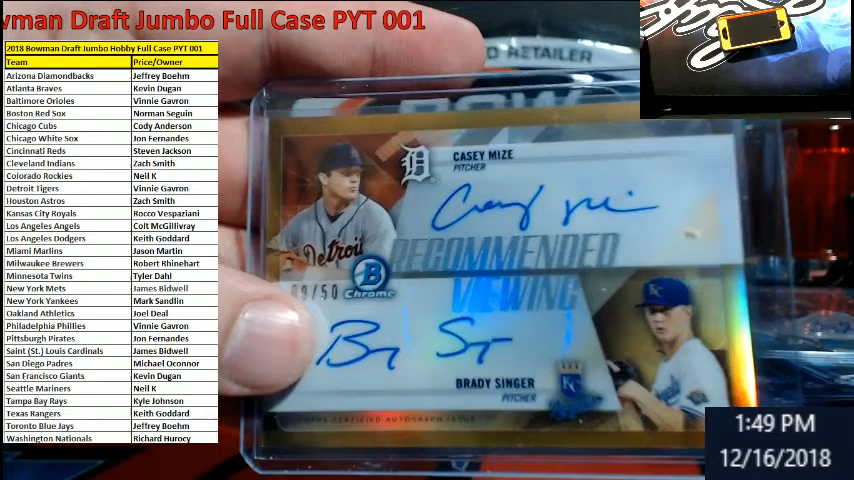 wman Draft Jumbo Full Case PYT 001
2018 Bowman Draft Jumbo Hobby Full Case PYT 001
Team Price/Owner
Arizona Diamondbacks Jeffrey Boehm
Atlanta Braves Kevin Dugan
Baltimore Orioles Vinnie Gavron
Boston Red Sox Norman Seguin
Chicago Cubs Cody Anderson
Chicago White Sox Jon Fernandes
Cincinnati Reds Steven Jackson
Cleveland Indians Zach Smith
Colorado Rockies Neil K
Detroit Tigers Vinnie Gavron
Houston Astros Zach Smith
Kansas City Royals Rocco Vespaziani
Los Angeles Angels Colt McGillivray
Los Angeles Dodgers Keith Goddard
Miami Marlins Jason Martin
Milwaukee Brewers Robert Rhinehart
Minnesota Twins Tyler Dahl
New York Mets James Bidwell
New York Yankees Mark Sandlin
Oakland Athletics Joel Deal
Philadelphia Phillies Vinnie Gavron
Pittsburgh Pirates Jon Fernandes
Saint (St.) Louis Cardinals James Bidwell
San Diego Padres Michael Oconnor
San Francisco Giants Kevin Dugan
Seattle Mariners Neil K
Tampa Bay Rays Kyle Johnson
Texas Rangers Keith Goddard
Toronto Blue Jays Jeffrey Boehm
Washington Nationals Richard Hurocy
RETAILER
D
CASEY MIZE
PITCHER
Detroit
RECOMMENDED
VIEWING
B
Chrome
09/50
KC
BRADY SINGER
PITCHER
KC
TOPPS CERTIFIED AUTOGRAPH ISSUE
1:49 PM
12/16/2018